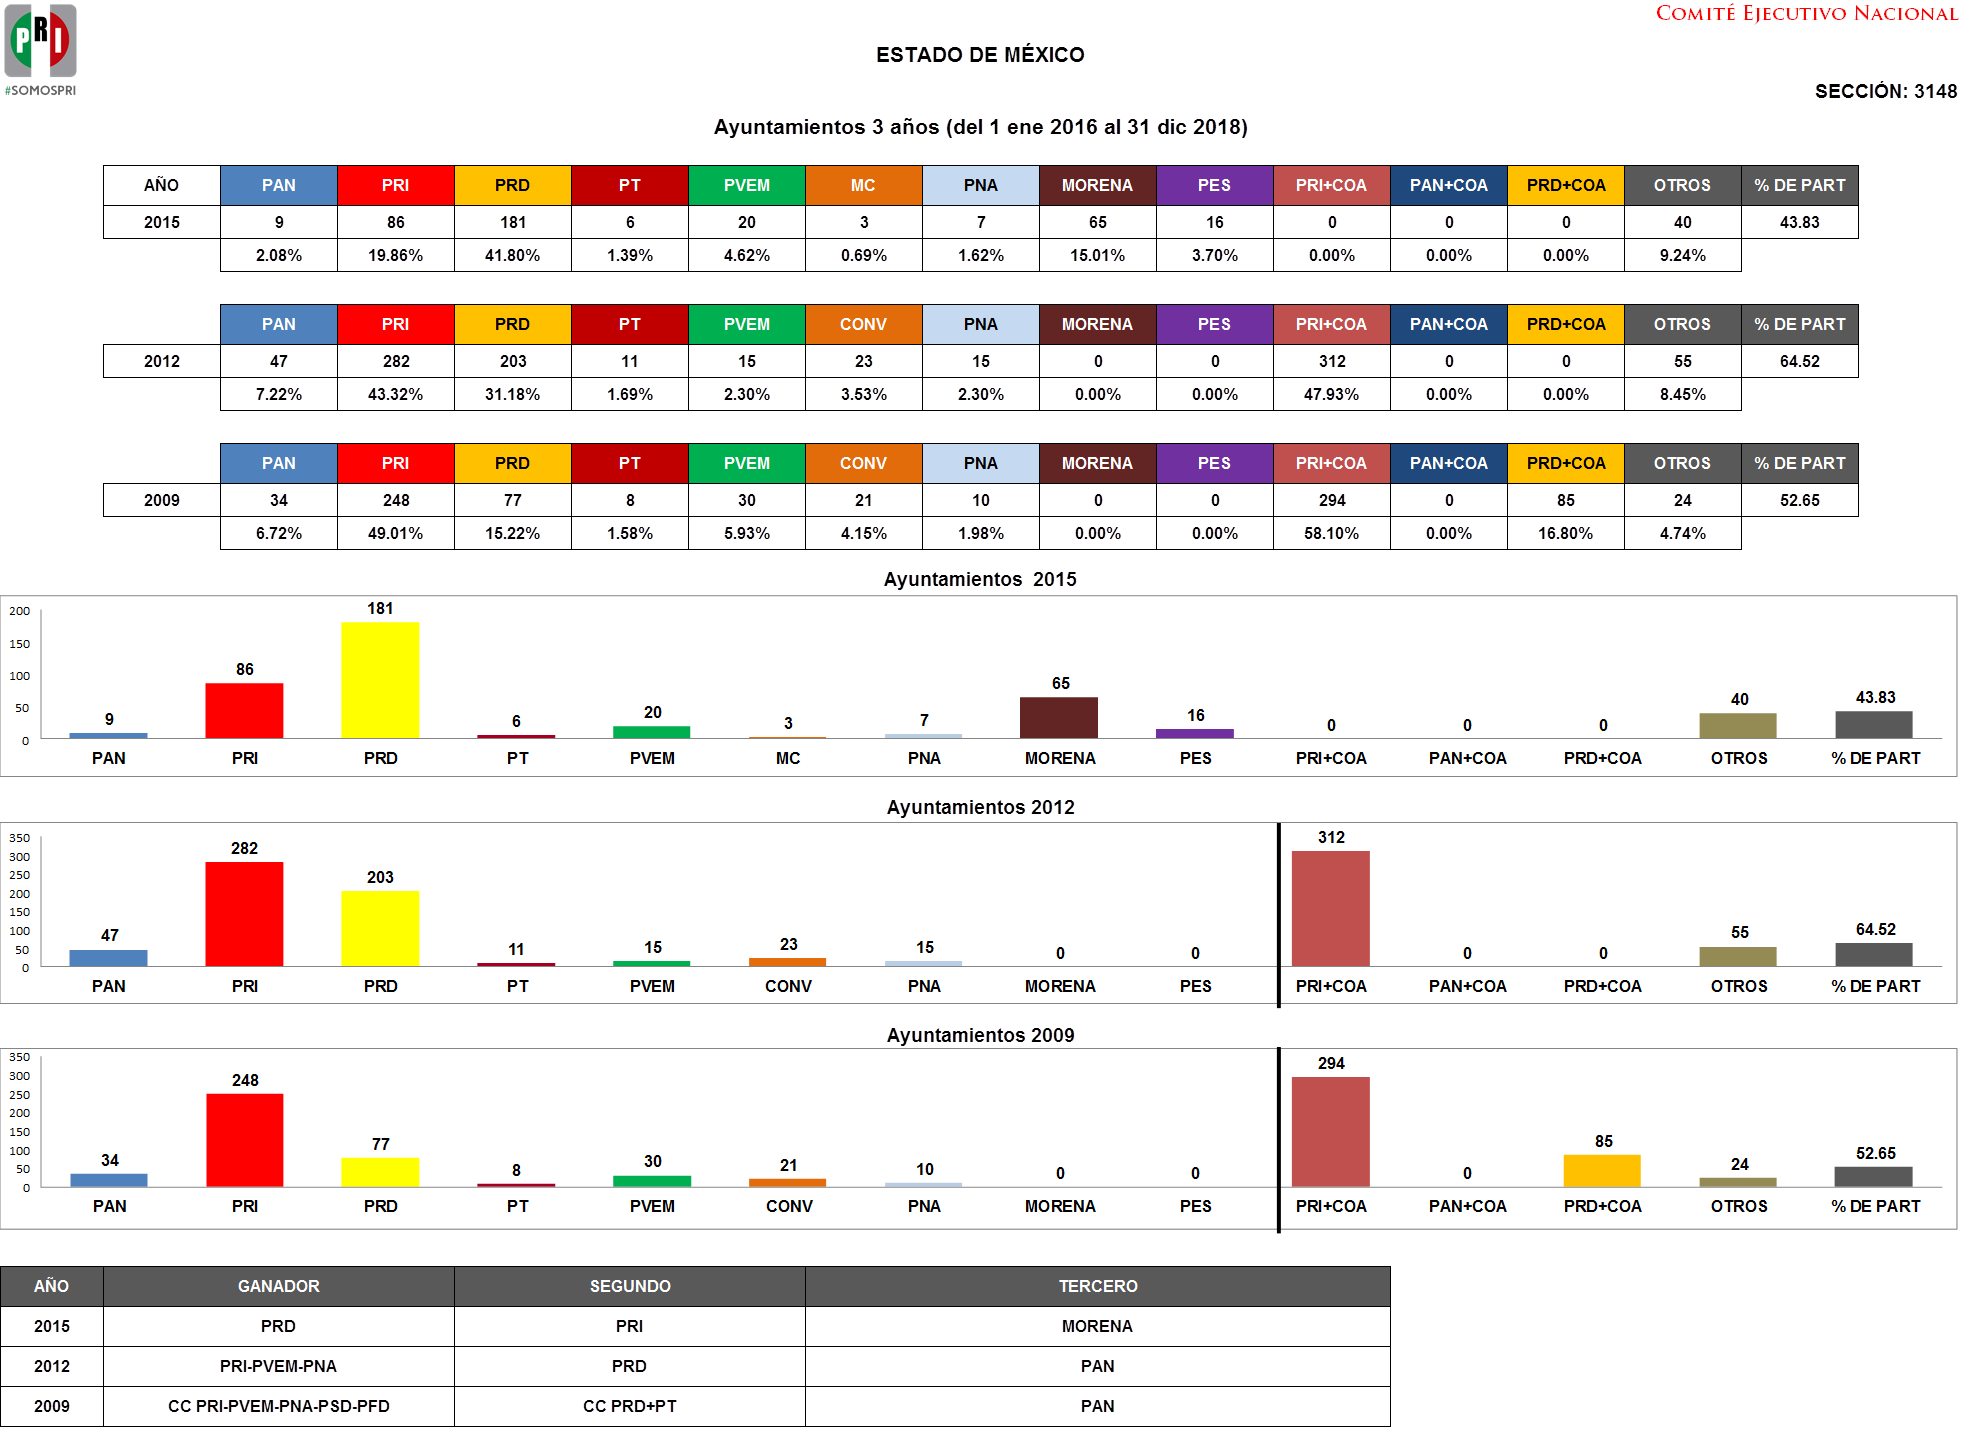 PRI
#SOMOSPRI
COMITÉ EJECUTIVO NACIONAL
ESTADO DE MÉXICO
SECCIÓN: 3148
Ayuntamientos 3 años (del 1 ene 2016 al 31 dic 2018)
AÑO PAN PRI PRD PT PVEM MC PNA MORENA PES PRI+COA PAN+COA PRD+COA OTROS % DE PART
2015 9 86 181 6 20 3 7 65 16 0 0 0 40 43.83
2.08% 19.86% 41.80% 1.39% 4.62% 0.69% 1.62% 15.01% 3.70% 0.00% 0.00% 0.00% 9.24%
PAN PRI PRD PT PVEM CONV PNA MORENA PES PRI+COA PAN+COA PRD+COA OTROS % DE PART
2012 47 282 203 11 15 23 15 0 0 312 0 0 55 64.52
7.22% 43.32% 31.18% 1.69% 2.30% 3.53% 2.30% 0.00% 0.00% 47.93% 0.00% 0.00% 8.45%
PAN PRI PRD PT PVEM CONV PNA MORENA PES PRI+COA PAN+COA PRD+COA OTROS % DE PART
2009 34 248 77 8 30 21 10 0 0 294 0 85 24 52.65
6.72% 49.01% 15.22% 1.58% 5.93% 4.15% 1.98% 0.00% 0.00% 58.10% 0.00% 16.80% 4.74%
Ayuntamientos 2015
200
150
100
50
0
9 86 181 6 20 3 7 65 16 0 0 0 40 43.83
PAN PRI PRD PT PVEM MC PNA MORENA PES PRI+COA PAN+COA PRD+COA OTROS % DE PART
Ayuntamientos 2012
350
300
250
200
150
100
50
0
47 282 203 11 15 23 15 0 0 312 0 0 55 64.52
PAN PRI PRD PT PVEM CONV PNA MORENA PES PRI+COA PAN+COA PRD+COA OTROS % DE PART
Ayuntamientos 2009
350
300
250
200
150
100
50
0
34 248 77 8 30 21 10 0 0 294 0 85 24 52.65
PAN PRI PRD PT PVEM CONV PNA MORENA PES PRI+COA PAN+COA PRD+COA OTROS % DE PART
AÑO GANADOR SEGUNDO TERCERO
2015 PRD PRI MORENA
2012 PRI-PVEM-PNA PRD PAN
2009 CC PRI-PVEM-PNA-PSD-PFD CC PRD+PT PAN